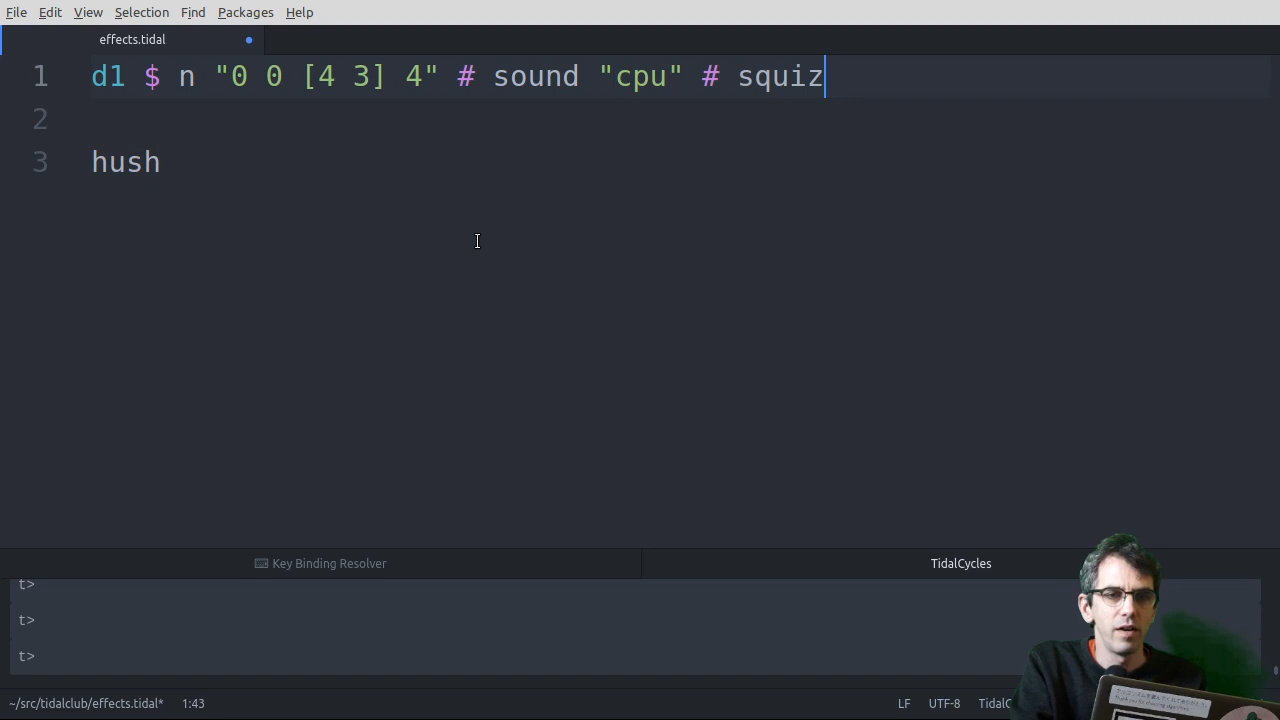 File Edit View Selection Find Packages Help
effects.tidal
1 d1 $ n "0 0 [4 3] 4" # sound "cpu" # squiz
2
3 hush
Key Binding Resolver TidalCycles
t>
t>
t>
~/src/tidalclub/effects.tidal* 1:43 LF UTF-8 TidalC